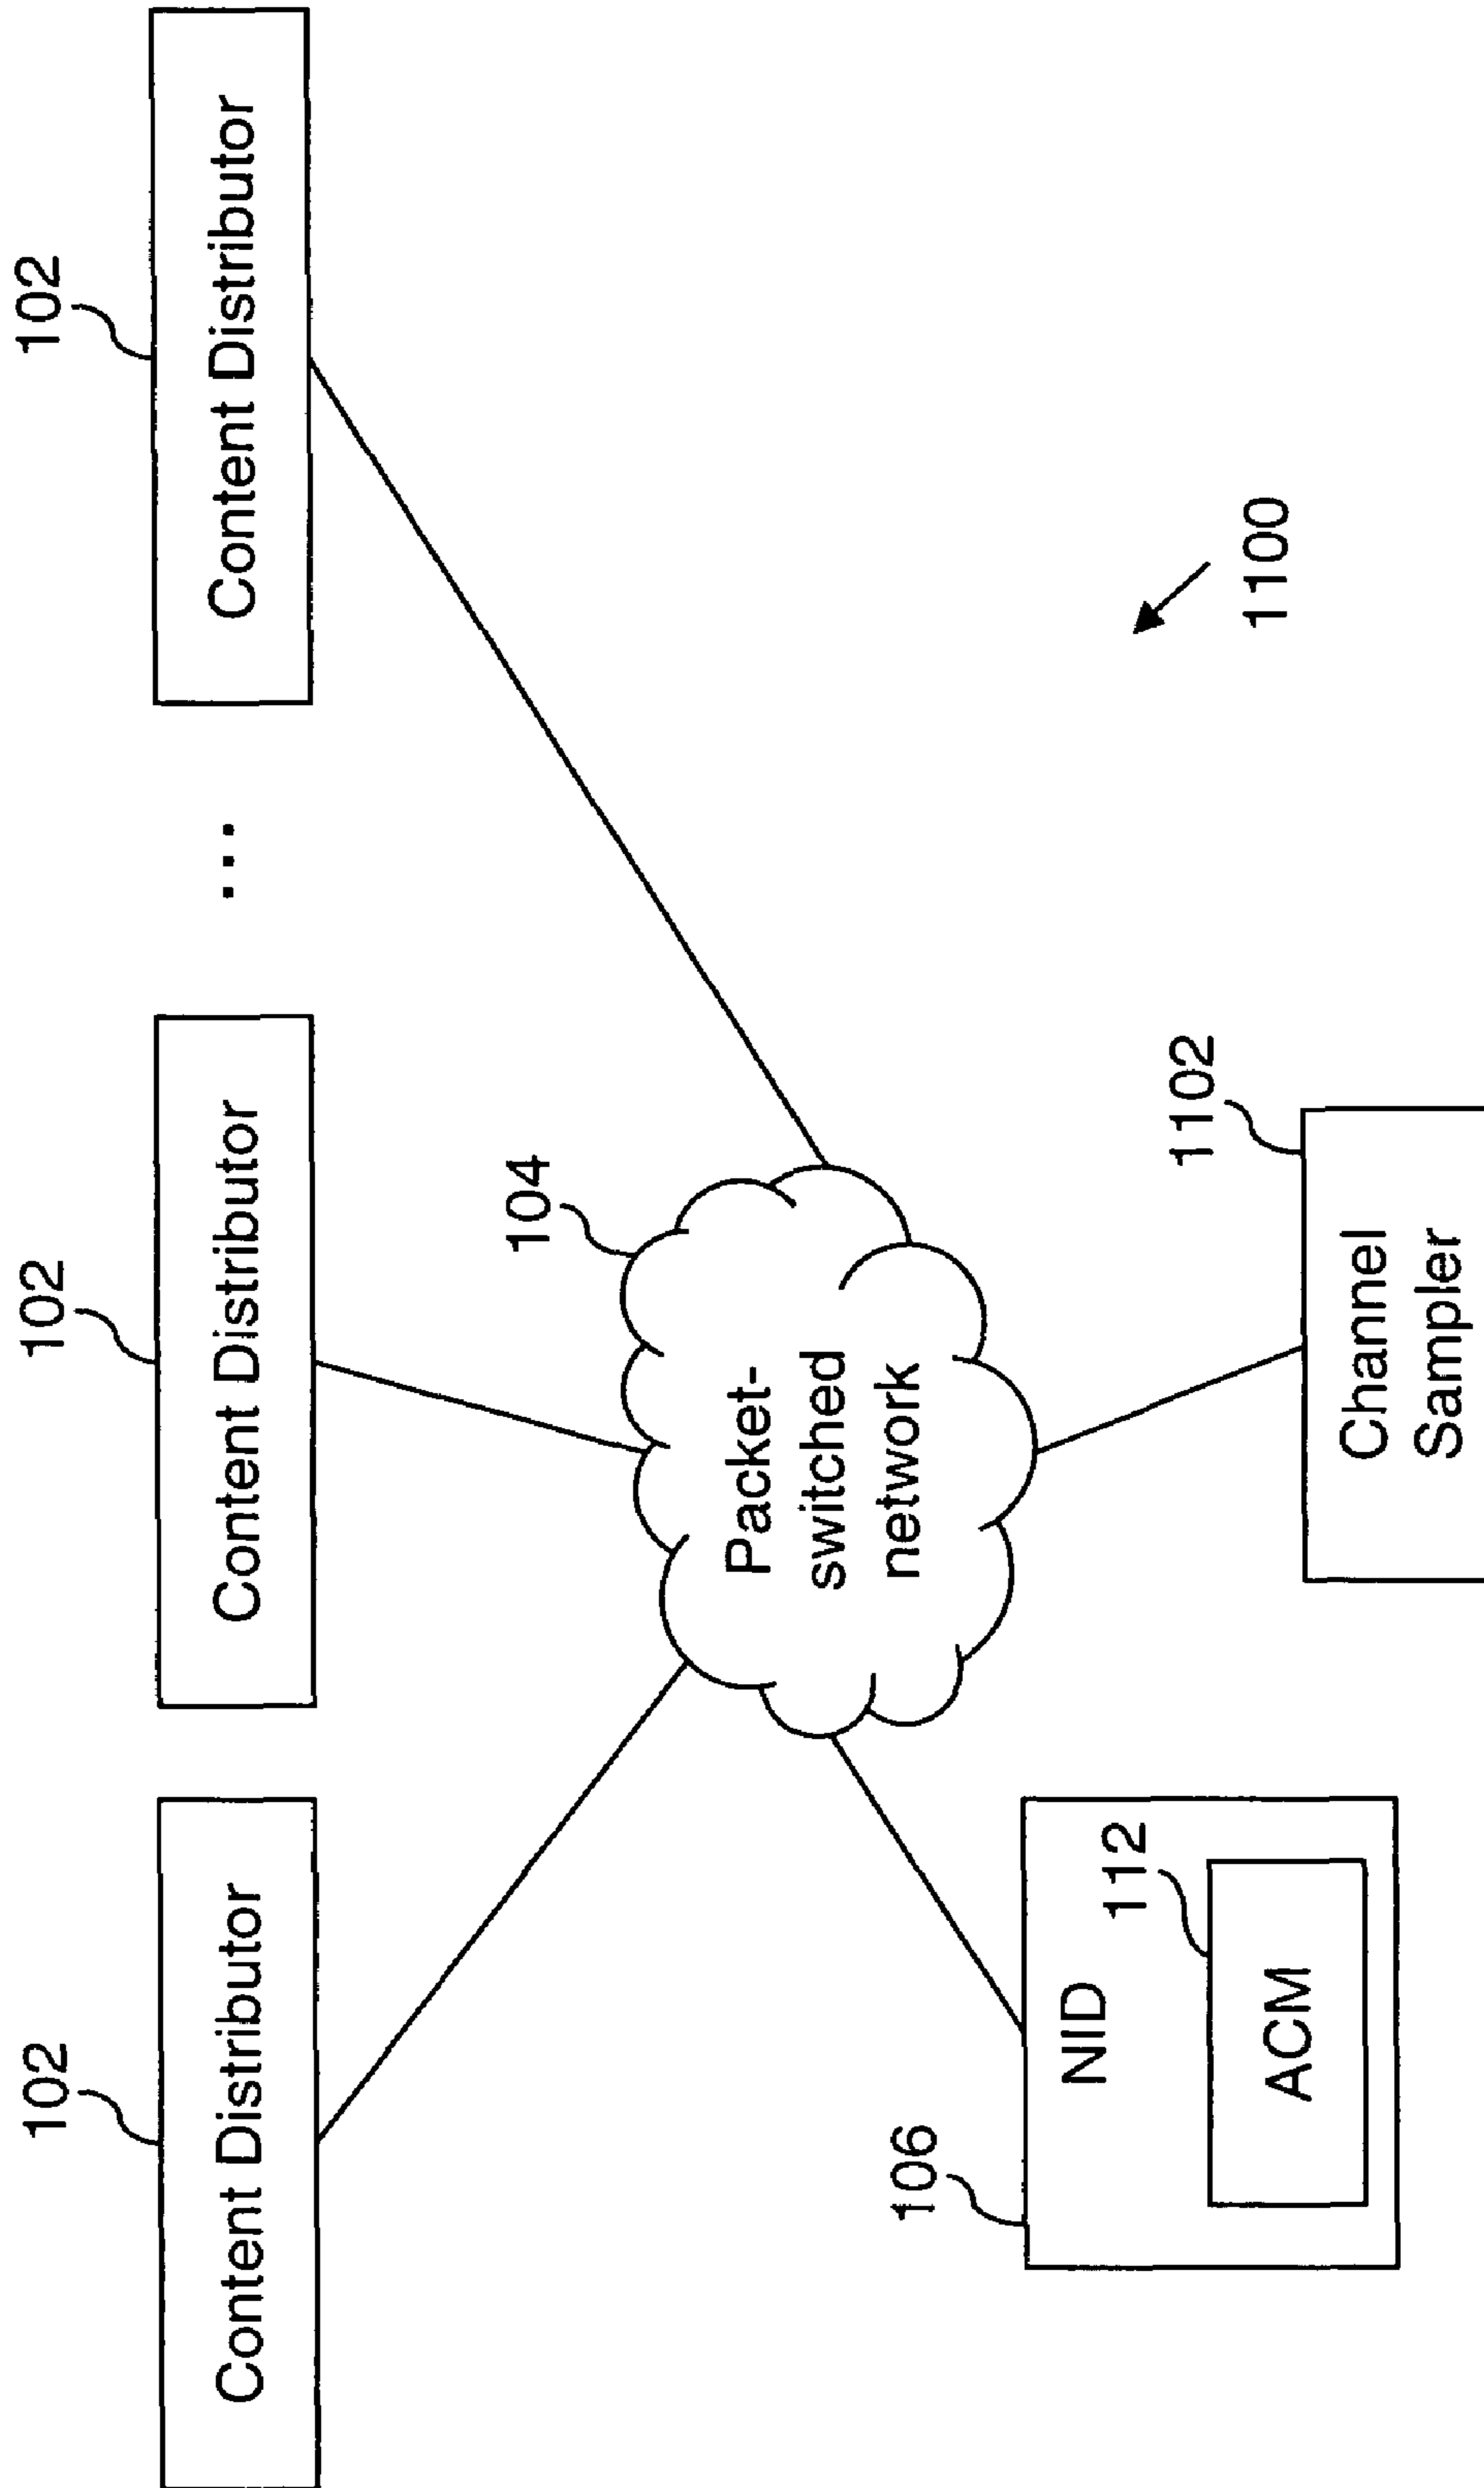 102
102
102
Content Distributor
Content Distributor
...
Content Distributor
104
Packet-
switched
network
106
NID
112
ACM
1102
Channel
Sampler
1100